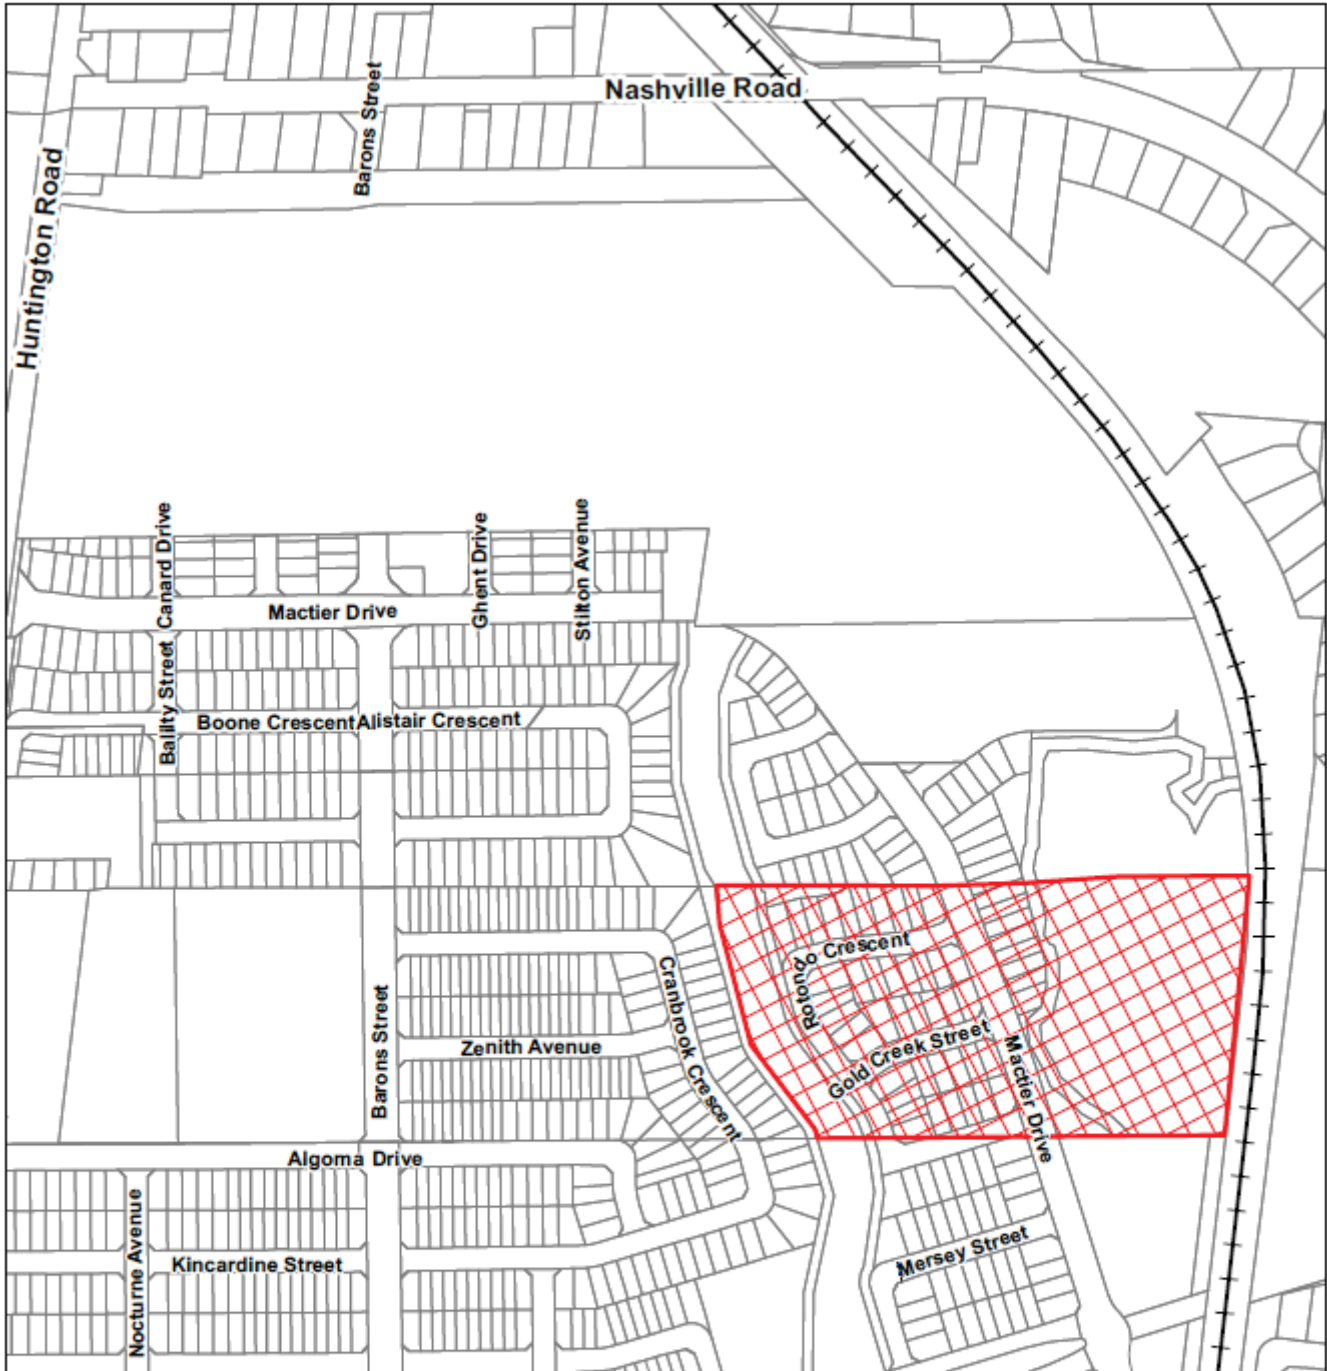 Nashville Road
Barons Street
Huntington Road
Canard Drive
Ghent Drive
Stilton Avenue
Mactier Drive
Balilty Street
Boone Crescent
Alistair Crescent
Rotondo Crescent
Cranbrook Crescent
Gold Creek Street
Barons Street
Zenith Avenue
Mactier Drive
Algoma Drive
Nocturne Avenue
Kincardine Street
Mersey Street